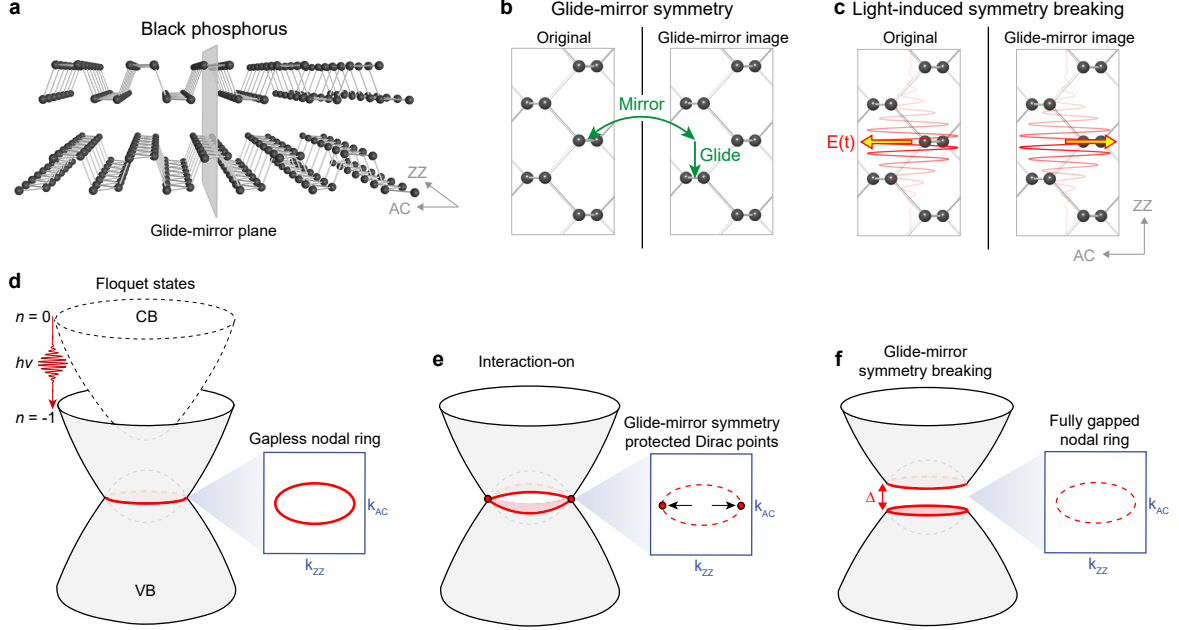 a
Black phosphorus
ZZ
AC
Glide-mirror plane
b
Glide-mirror symmetry
Original
Glide-mirror image
Mirror
Glide
c
Light-induced symmetry breaking
Original
Glide-mirror image
E(t)
ZZ
AC
d
Floquet states
n = 0
CB
hν
n = -1
VB
Gapless nodal ring
k_AC
k_ZZ
e
Interaction-on
Glide-mirror symmetry
protected Dirac points
k_AC
k_ZZ
f
Glide-mirror
symmetry breaking
Δ
Fully gapped
nodal ring
k_AC
k_ZZ